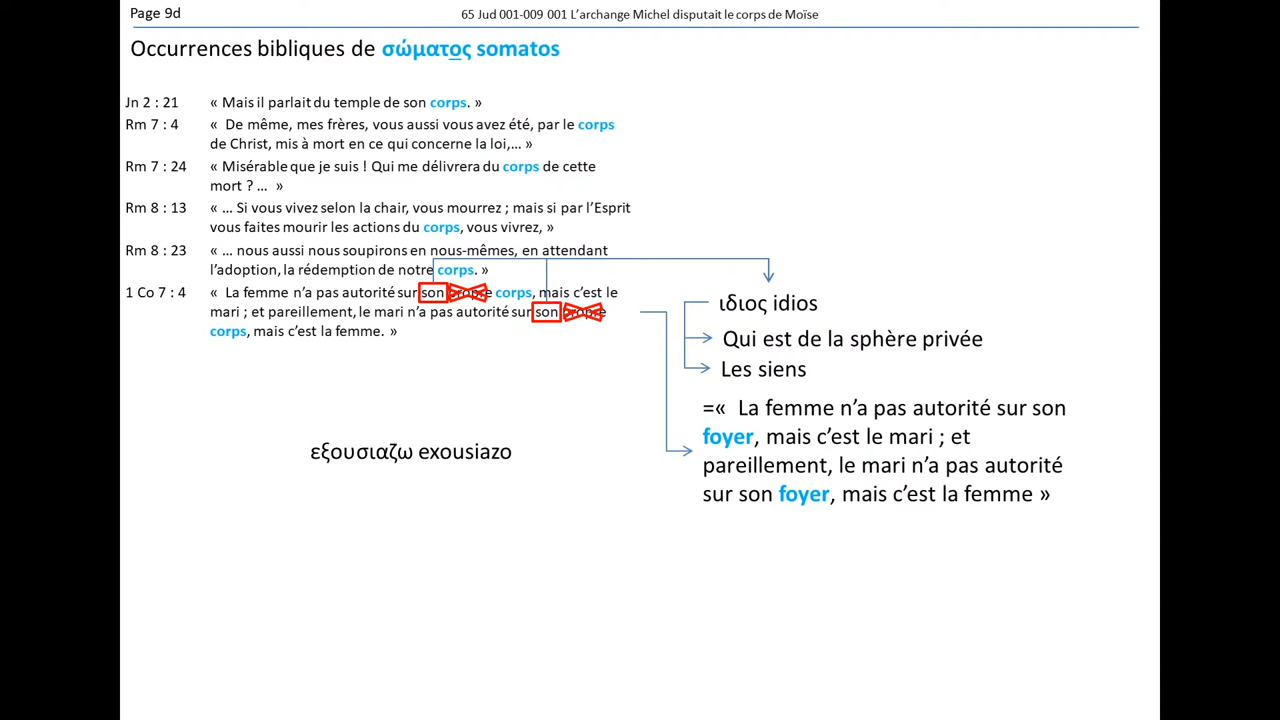 Page 9d
65 Jud 001-009 001 L’archange Michel disputait le corps de Moïse
Occurrences bibliques de σώματος somatos
Jn 2 : 21 « Mais il parlait du temple de son corps. »
Rm 7 : 4 « De même, mes frères, vous aussi vous avez été, par le corps
de Christ, mis à mort en ce qui concerne la loi,… »
Rm 7 : 24 « Misérable que je suis ! Qui me délivrera du corps de cette
mort ? … »
Rm 8 : 13 « … Si vous vivez selon la chair, vous mourrez ; mais si par l’Esprit
vous faites mourir les actions du corps, vous vivrez, »
Rm 8 : 23 « … nous aussi nous soupirons en nous-mêmes, en attendant
l’adoption, la rédemption de notre corps. »
1 Co 7 : 4 « La femme n’a pas autorité sur son propre corps, mais c’est le
mari ; et pareillement, le mari n’a pas autorité sur son propre
corps, mais c’est la femme. »
ιδιος idios
Qui est de la sphère privée
Les siens
=« La femme n’a pas autorité sur son
foyer, mais c’est le mari ; et
pareillement, le mari n’a pas autorité
sur son foyer, mais c’est la femme »
εξουσιαζω exousiazo